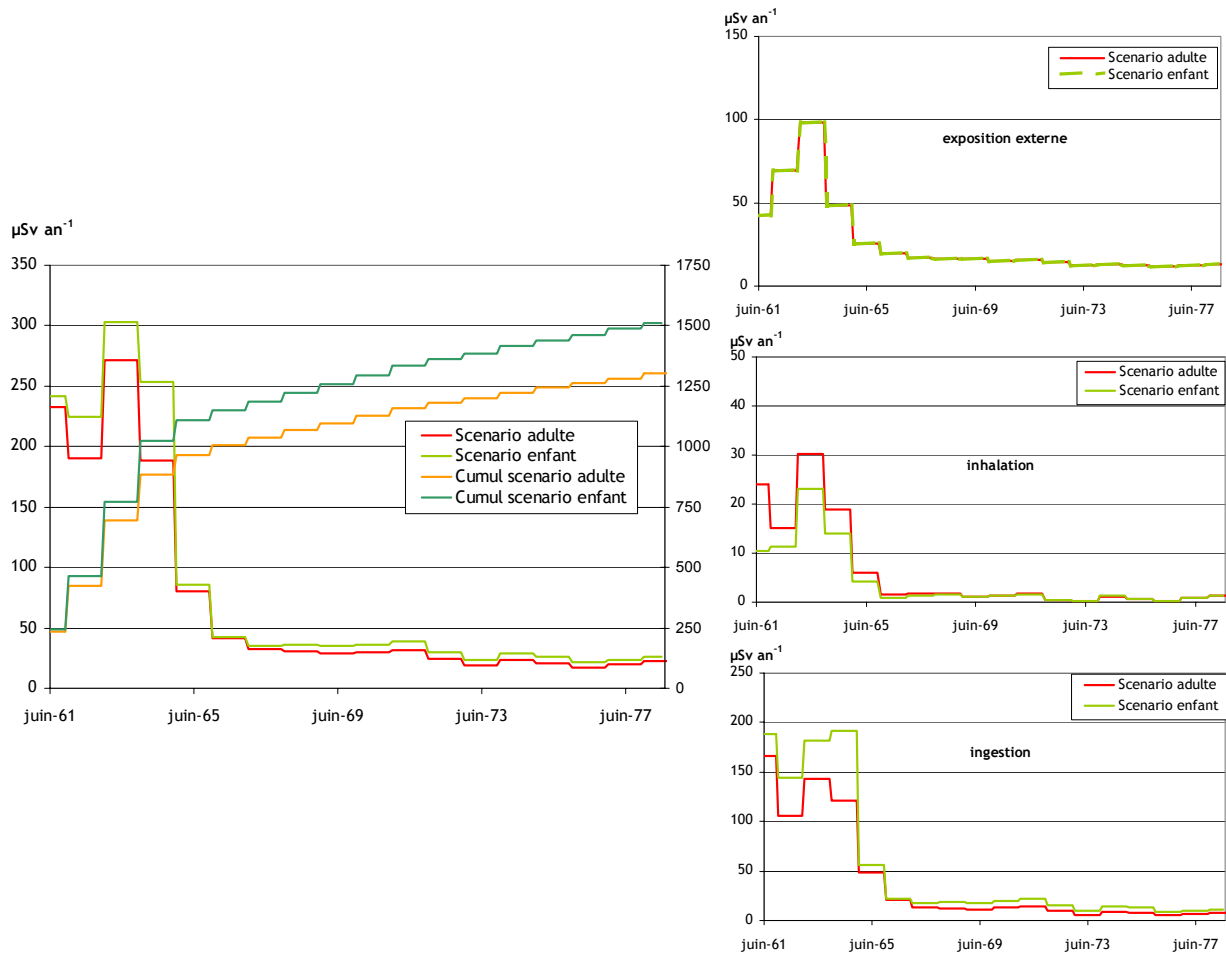 µSv an-1
350
300
250
200
150
100
50
0
1750
1500
1250
1000
750
500
250
0
juin-61
juin-65
juin-69
juin-73
juin-77
Scenario adulte
Scenario enfant
Cumul scenario adulte
Cumul scenario enfant
µSv an-1
150
100
50
0
Scenario adulte
Scenario enfant
exposition externe
juin-61
juin-65
juin-69
juin-73
juin-77
µSv an-1
50
40
30
20
10
0
Scenario adulte
Scenario enfant
inhalation
juin-61
juin-65
juin-69
juin-73
juin-77
µSv an-1
250
200
150
100
50
0
Scenario adulte
Scenario enfant
ingestion
juin-61
juin-65
juin-69
juin-73
juin-77